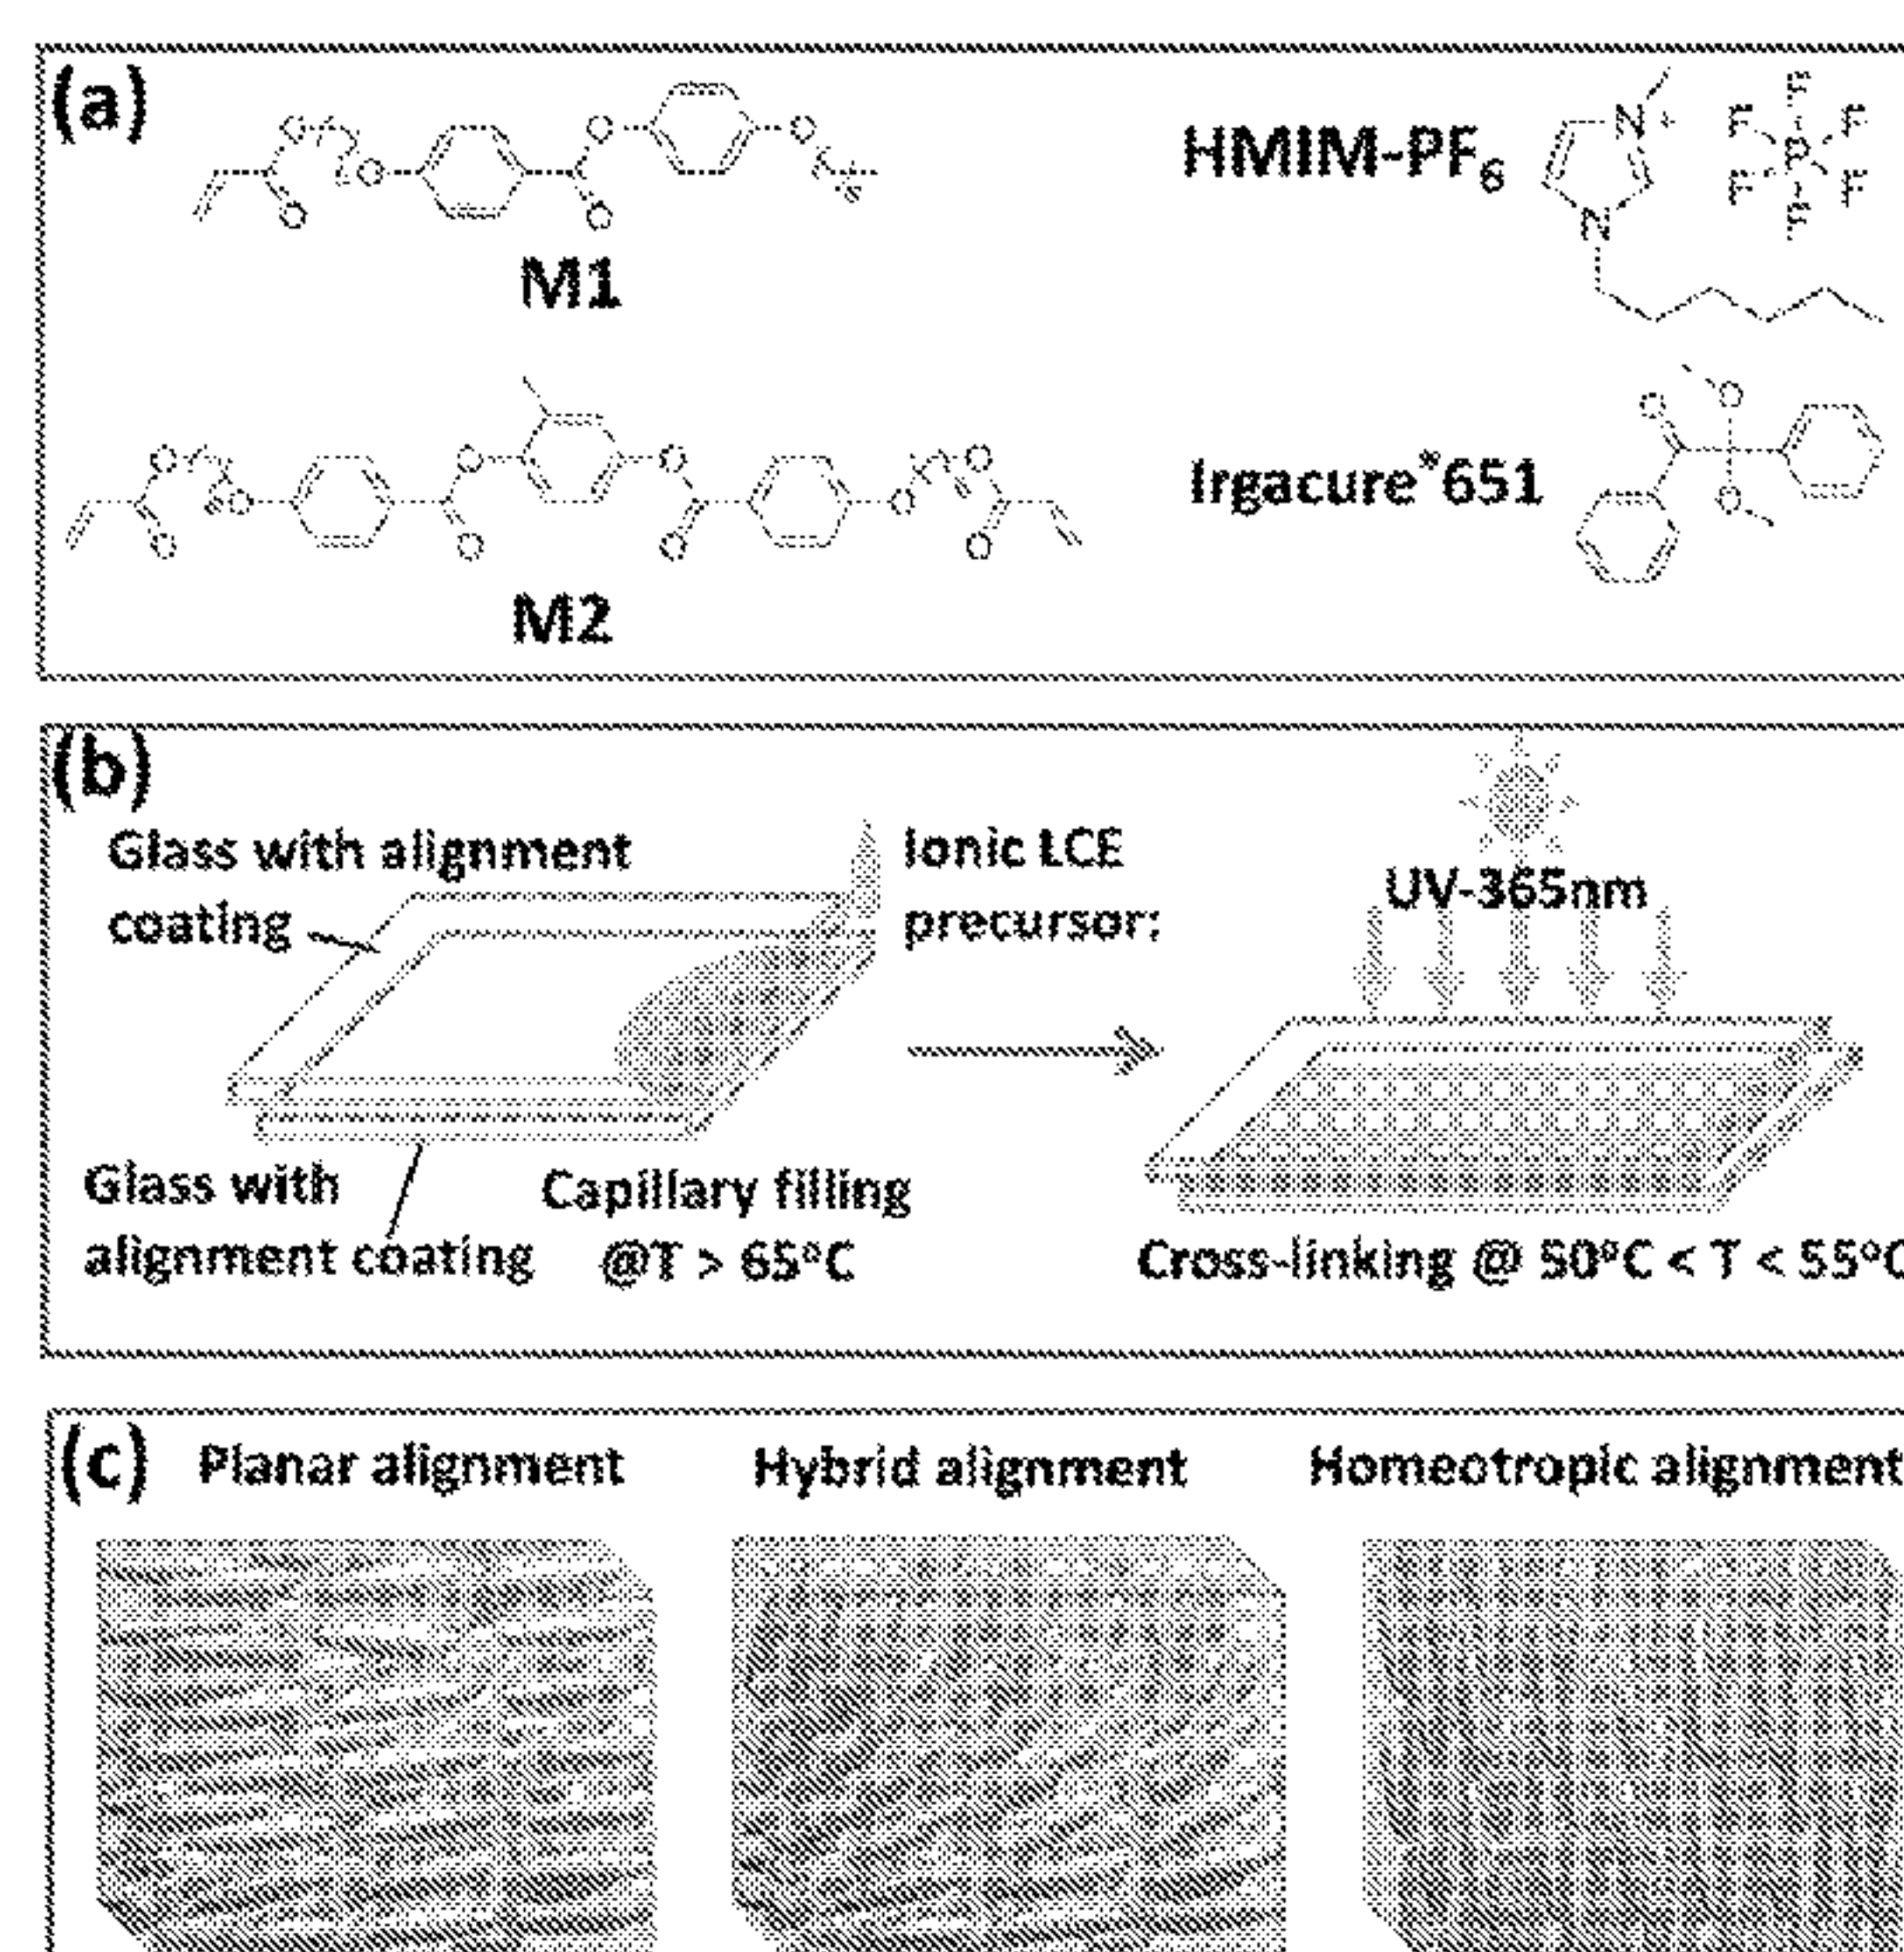 (a)
HMIM-PF6
M1
Irgacure*651
M2
(b)
Glass with alignment
coating
Ionic LCE
precursor:
UV-365nm
Glass with
alignment coating
Capillary filling
@T > 65°C
Cross-linking @ 50°C < T < 55°C
(c)
Planar alignment
Hybrid alignment
Homeotropic alignment